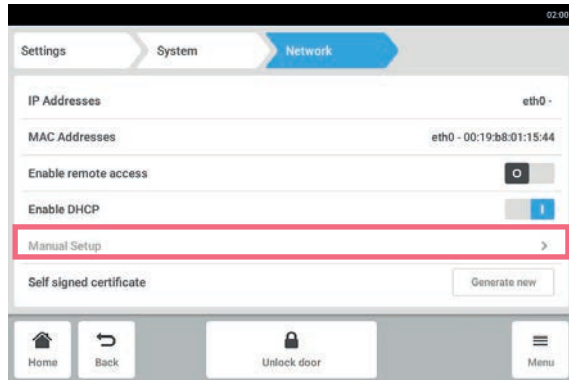 02:00
Settings System Network
IP Addresses eth0 -
MAC Addresses eth0 - 00:19:b8:01:15:44
Enable remote access O
Enable DHCP I
Manual Setup >
Self signed certificate Generate new
Home Back Unlock door Menu